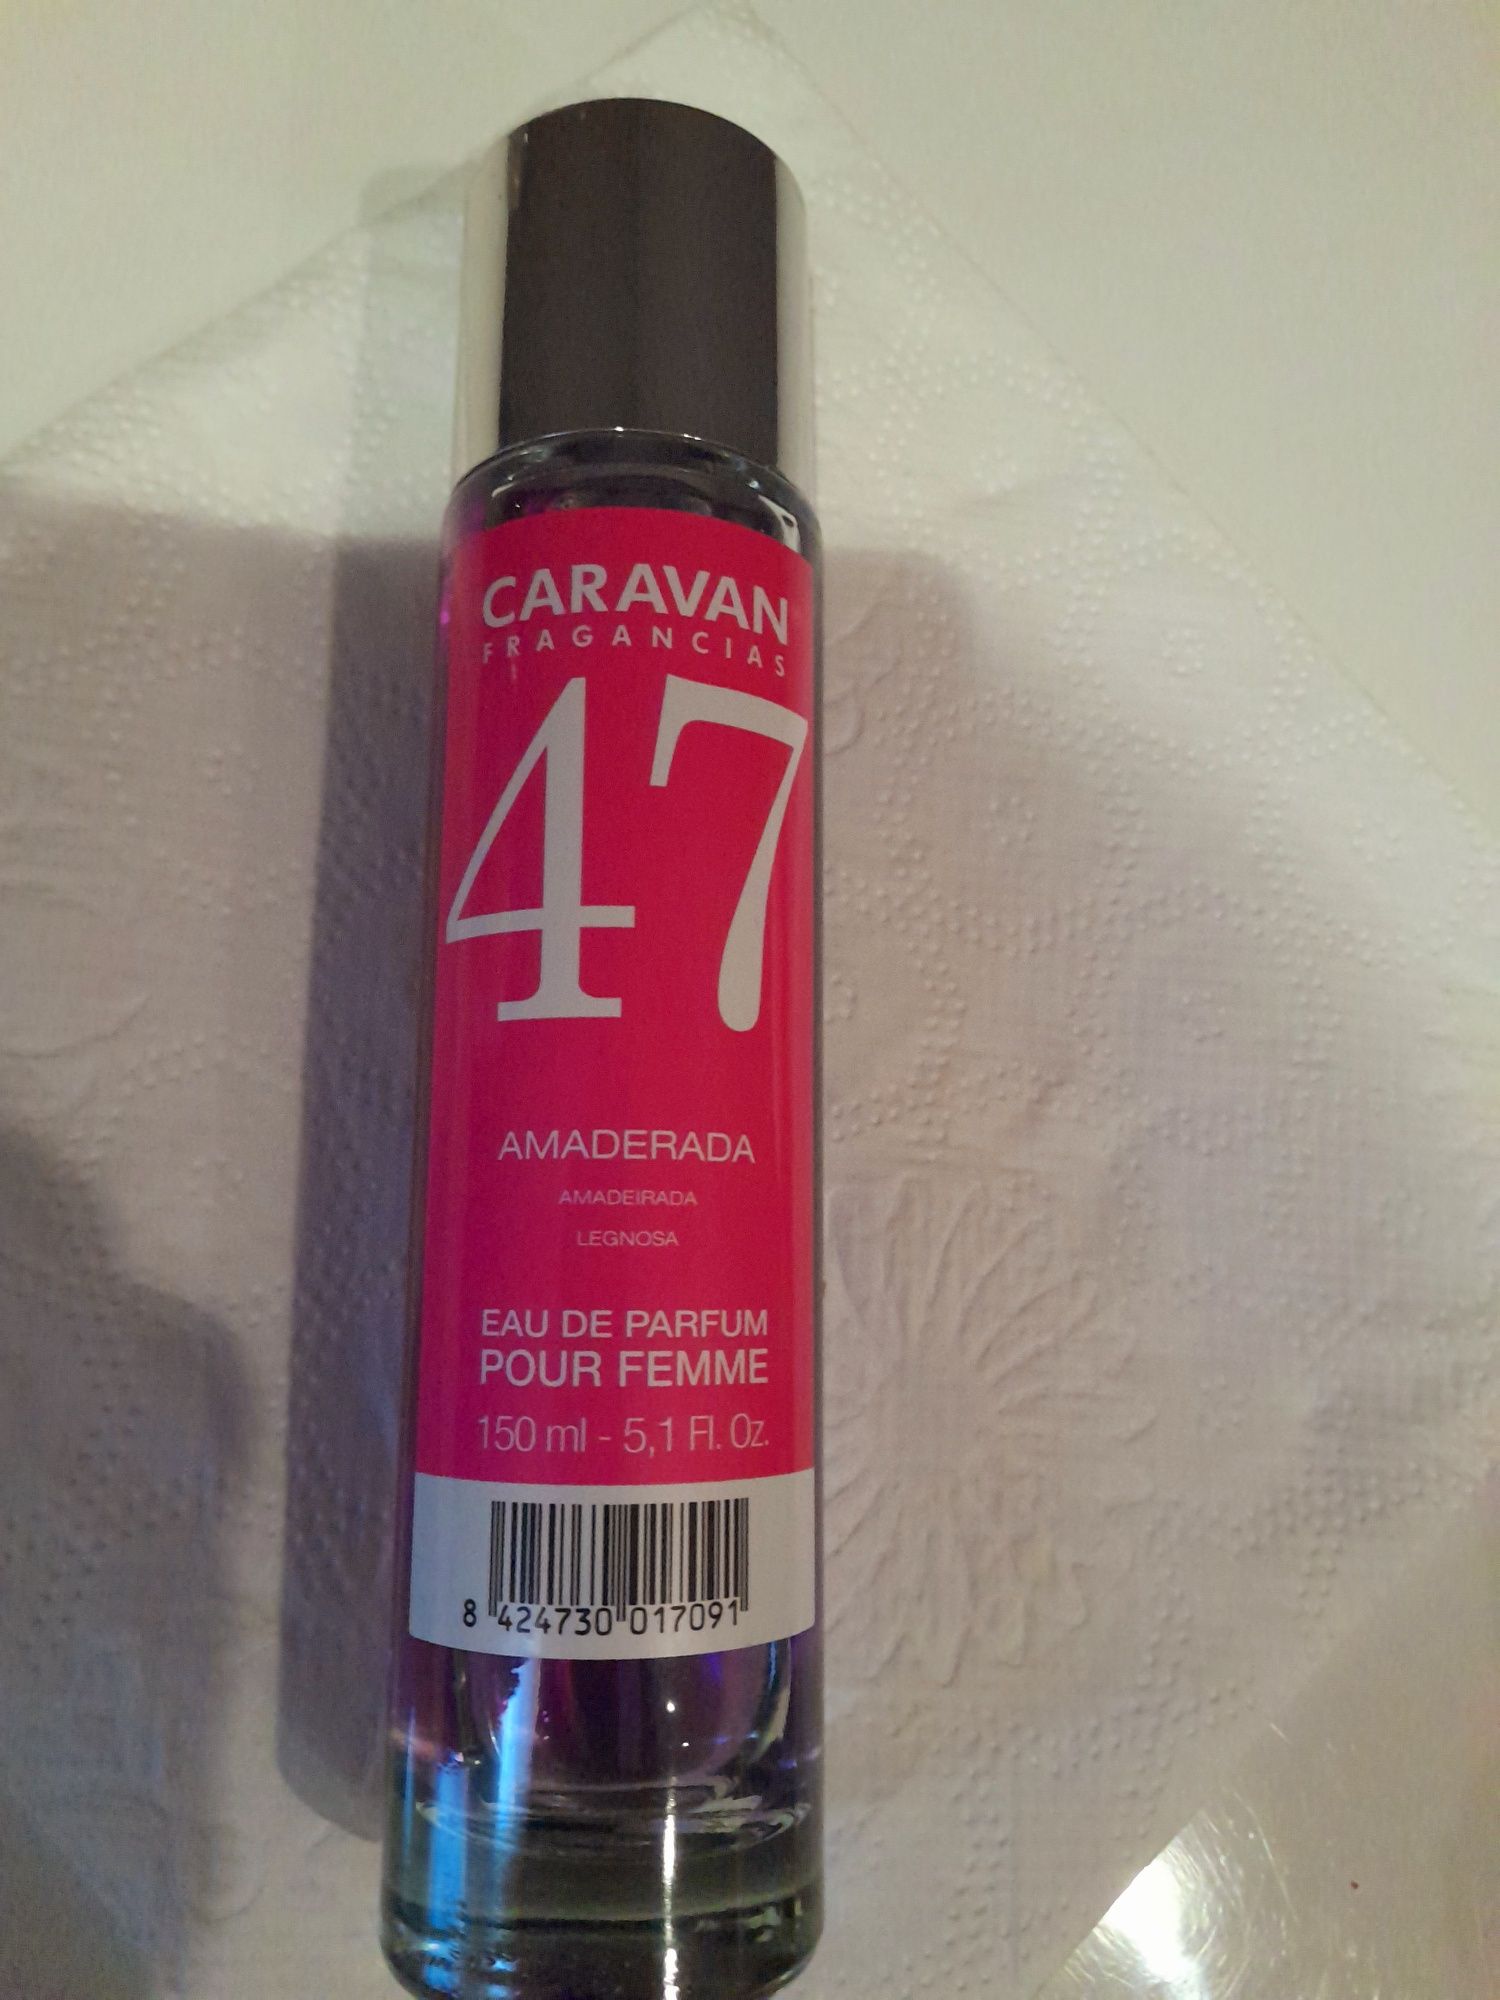 CARAVAN
FRAGANCIAS
47
AMADERADA
AMADEIRADA
LEGNOSA
EAU DE PARFUM
POUR FEMME
150 ml - 5,1 Fl. Oz.
8 424730 017091